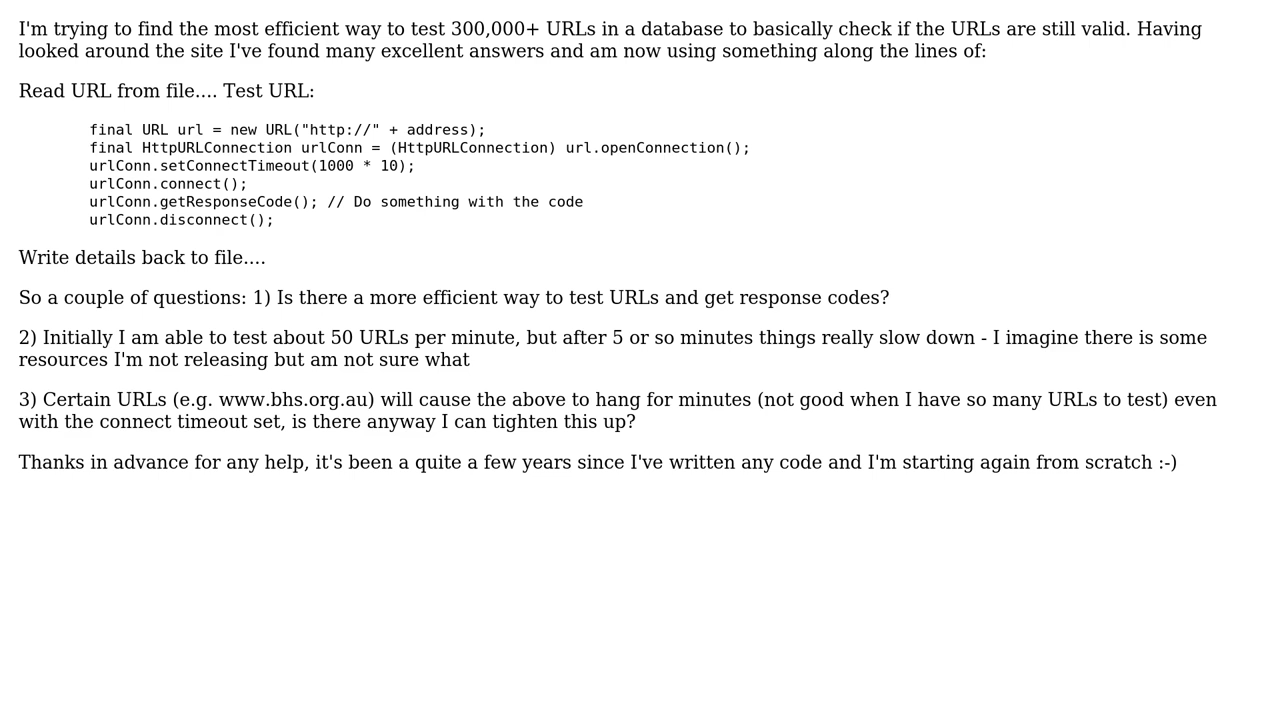 I'm trying to find the most efficient way to test 300,000+ URLs in a database to basically check if the URLs are still valid. Having
looked around the site I've found many excellent answers and am now using something along the lines of:
Read URL from file.... Test URL:
final URL url = new URL("http://" + address);
final HttpURLConnection urlConn = (HttpURLConnection) url.openConnection();
urlConn.setConnectTimeout(1000 * 10);
urlConn.connect();
urlConn.getResponseCode(); // Do something with the code
urlConn.disconnect();
Write details back to file....
So a couple of questions: 1) Is there a more efficient way to test URLs and get response codes?
2) Initially I am able to test about 50 URLs per minute, but after 5 or so minutes things really slow down - I imagine there is some
resources I'm not releasing but am not sure what
3) Certain URLs (e.g. www.bhs.org.au) will cause the above to hang for minutes (not good when I have so many URLs to test) even
with the connect timeout set, is there anyway I can tighten this up?
Thanks in advance for any help, it's been a quite a few years since I've written any code and I'm starting again from scratch :-)